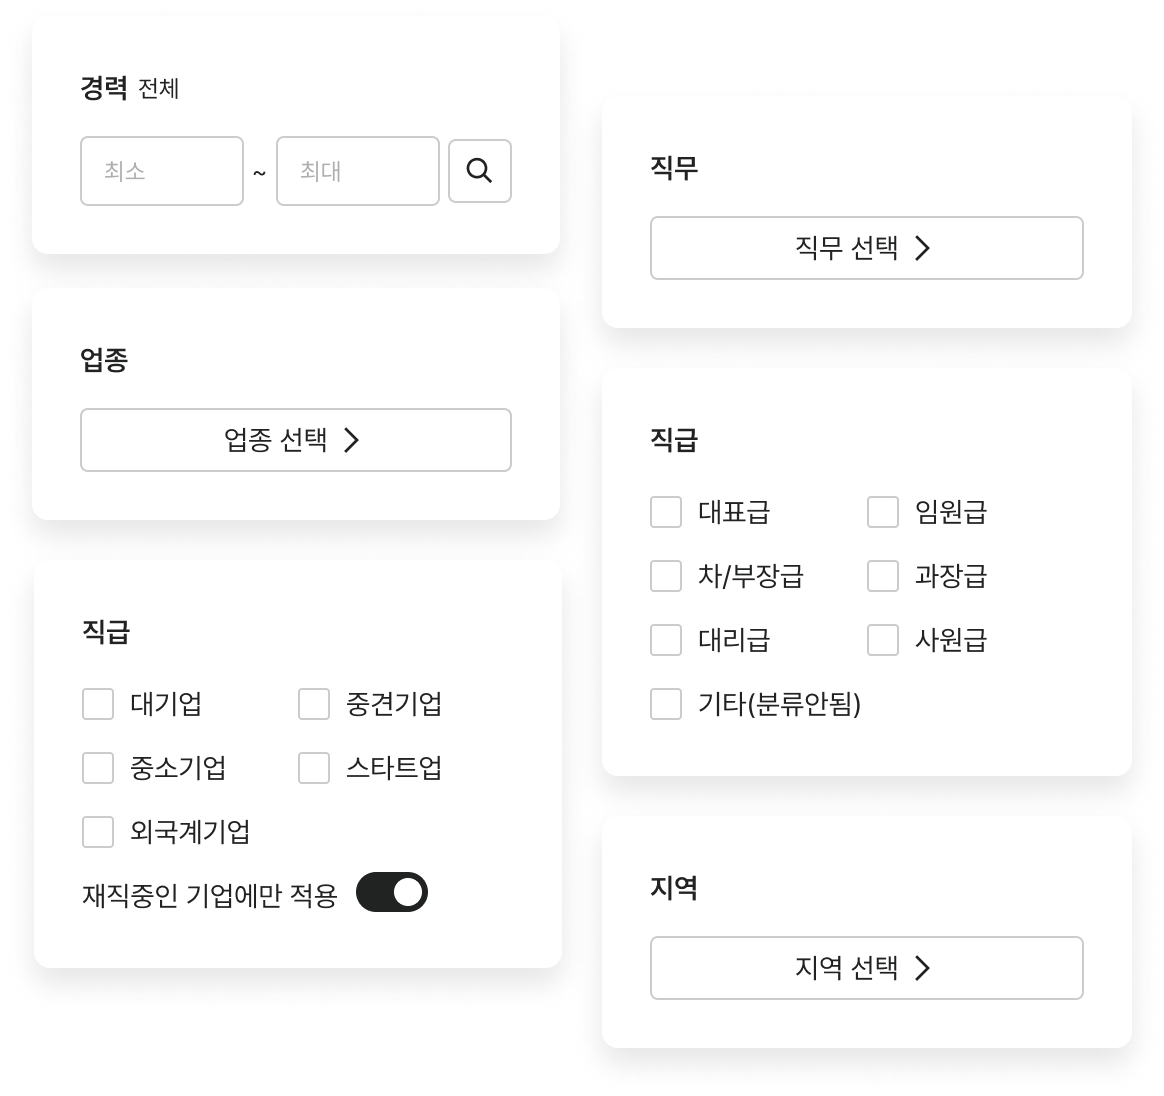 경력 전체
최소 ~ 최대
업종
업종 선택
직급
대기업 중견기업
중소기업 스타트업
외국계기업
재직중인 기업에만 적용
직무
직무 선택
직급
대표급 임원급
차/부장급 과장급
대리급 사원급
기타(분류안됨)
지역
지역 선택